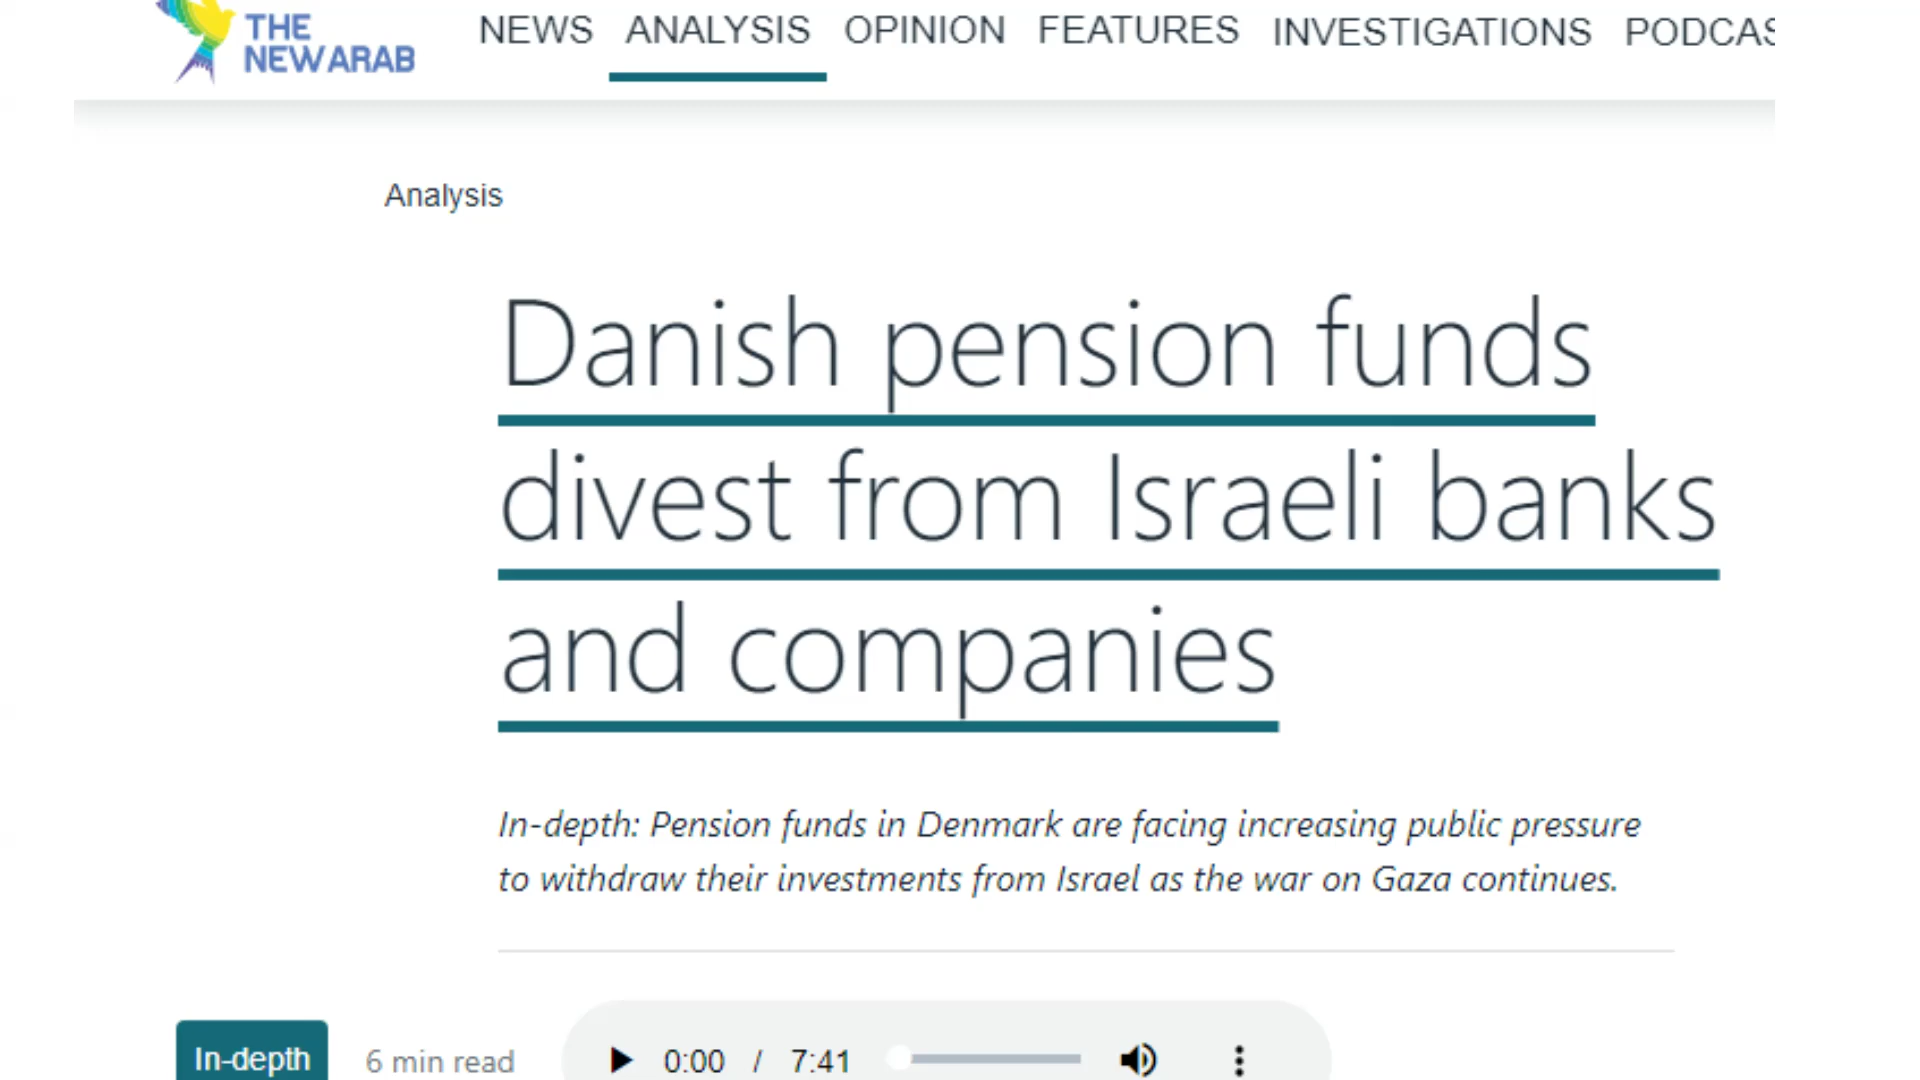 THE
NEW ARAB
NEWS ANALYSIS OPINION FEATURES INVESTIGATIONS PODCAS
Analysis
Danish pension funds
divest from Israeli banks
and companies
In-depth: Pension funds in Denmark are facing increasing public pressure
to withdraw their investments from Israel as the war on Gaza continues.
In-depth 6 min read 0:00 / 7:41